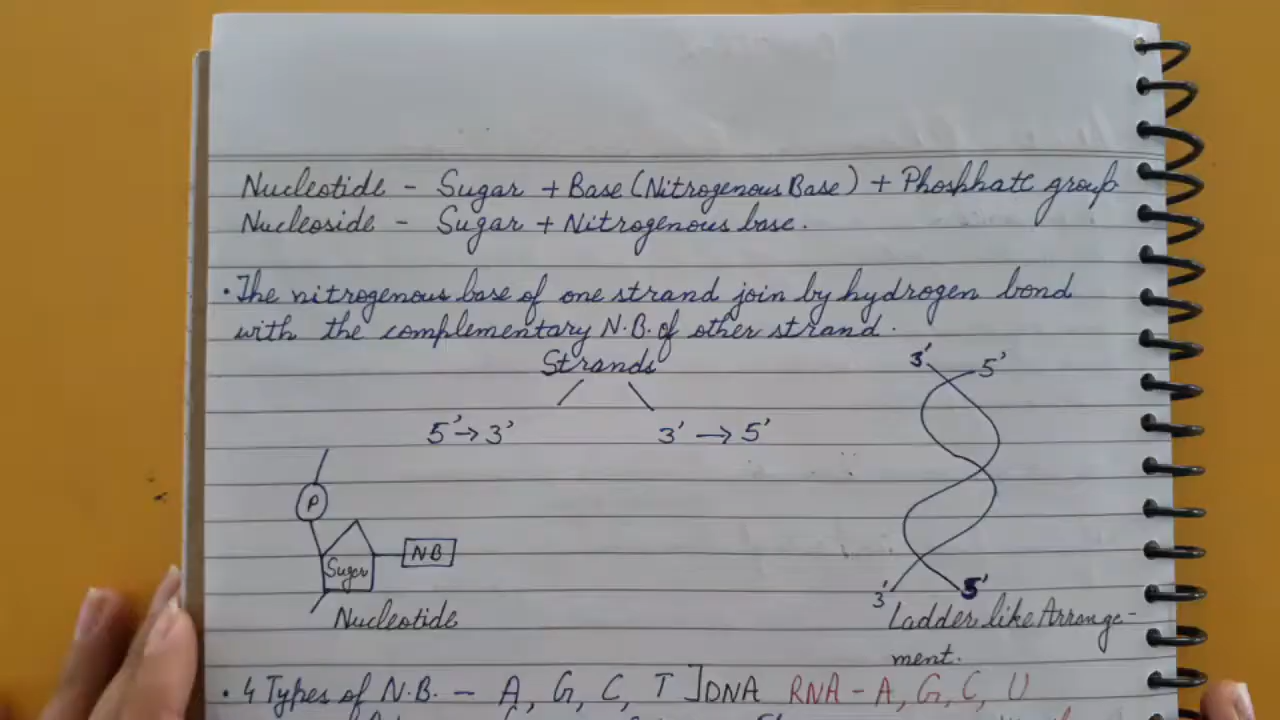 Nucleotide - Sugar + Base (Nitrogenous Base) + Phosphate group
Nucleoside - Sugar + Nitrogenous base.
• The nitrogenous base of one strand join by hydrogen bond
with the complementary N.B. of other strand.
Strands
5' → 3' 3' → 5'
3' 5'
P
Sugar N B
Nucleotide
3' 5'
Ladder like Arrange-
ment.
• 4 Types of N.B. - A, G, C, T ] DNA RNA - A, G, C, U